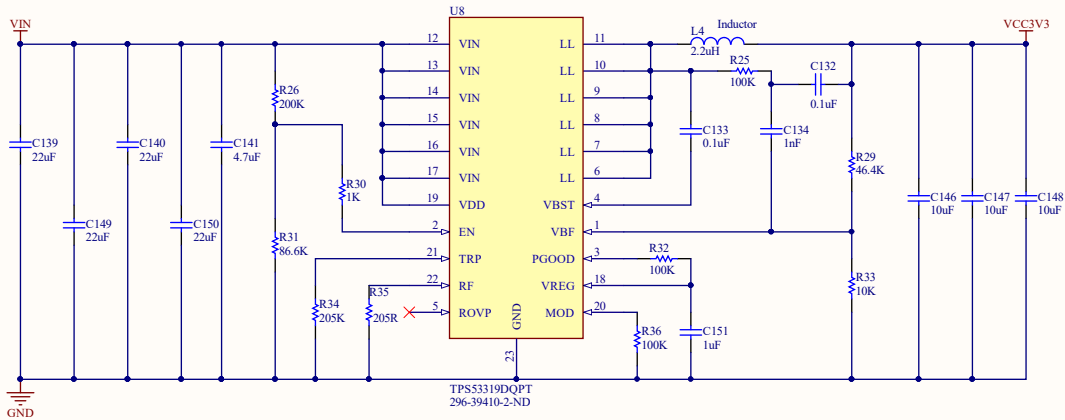 U8
VIN
L4
Inductor
VCC3V3
2.2uH
12 VIN LL 11
13 VIN LL 10
14 VIN LL 9
15 VIN LL 8
16 VIN LL 7
17 VIN LL 6
19 VDD VBST 4
2 EN VBF 1
21 TRP PGOOD 3
22 RF VREG 18
5 ROVP MOD 20
GND
23
R26
200K
R25
100K
C132
0.1uF
C139
22uF
C140
22uF
C141
4.7uF
C133
0.1uF
C134
1nF
R29
46.4K
R30
1K
C149
22uF
C150
22uF
R31
86.6K
C146
10uF
C147
10uF
C148
10uF
R32
100K
R33
10K
R34
205K
R35
205R
R36
100K
C151
1uF
GND
TPS53319DQPT
296-39410-2-ND